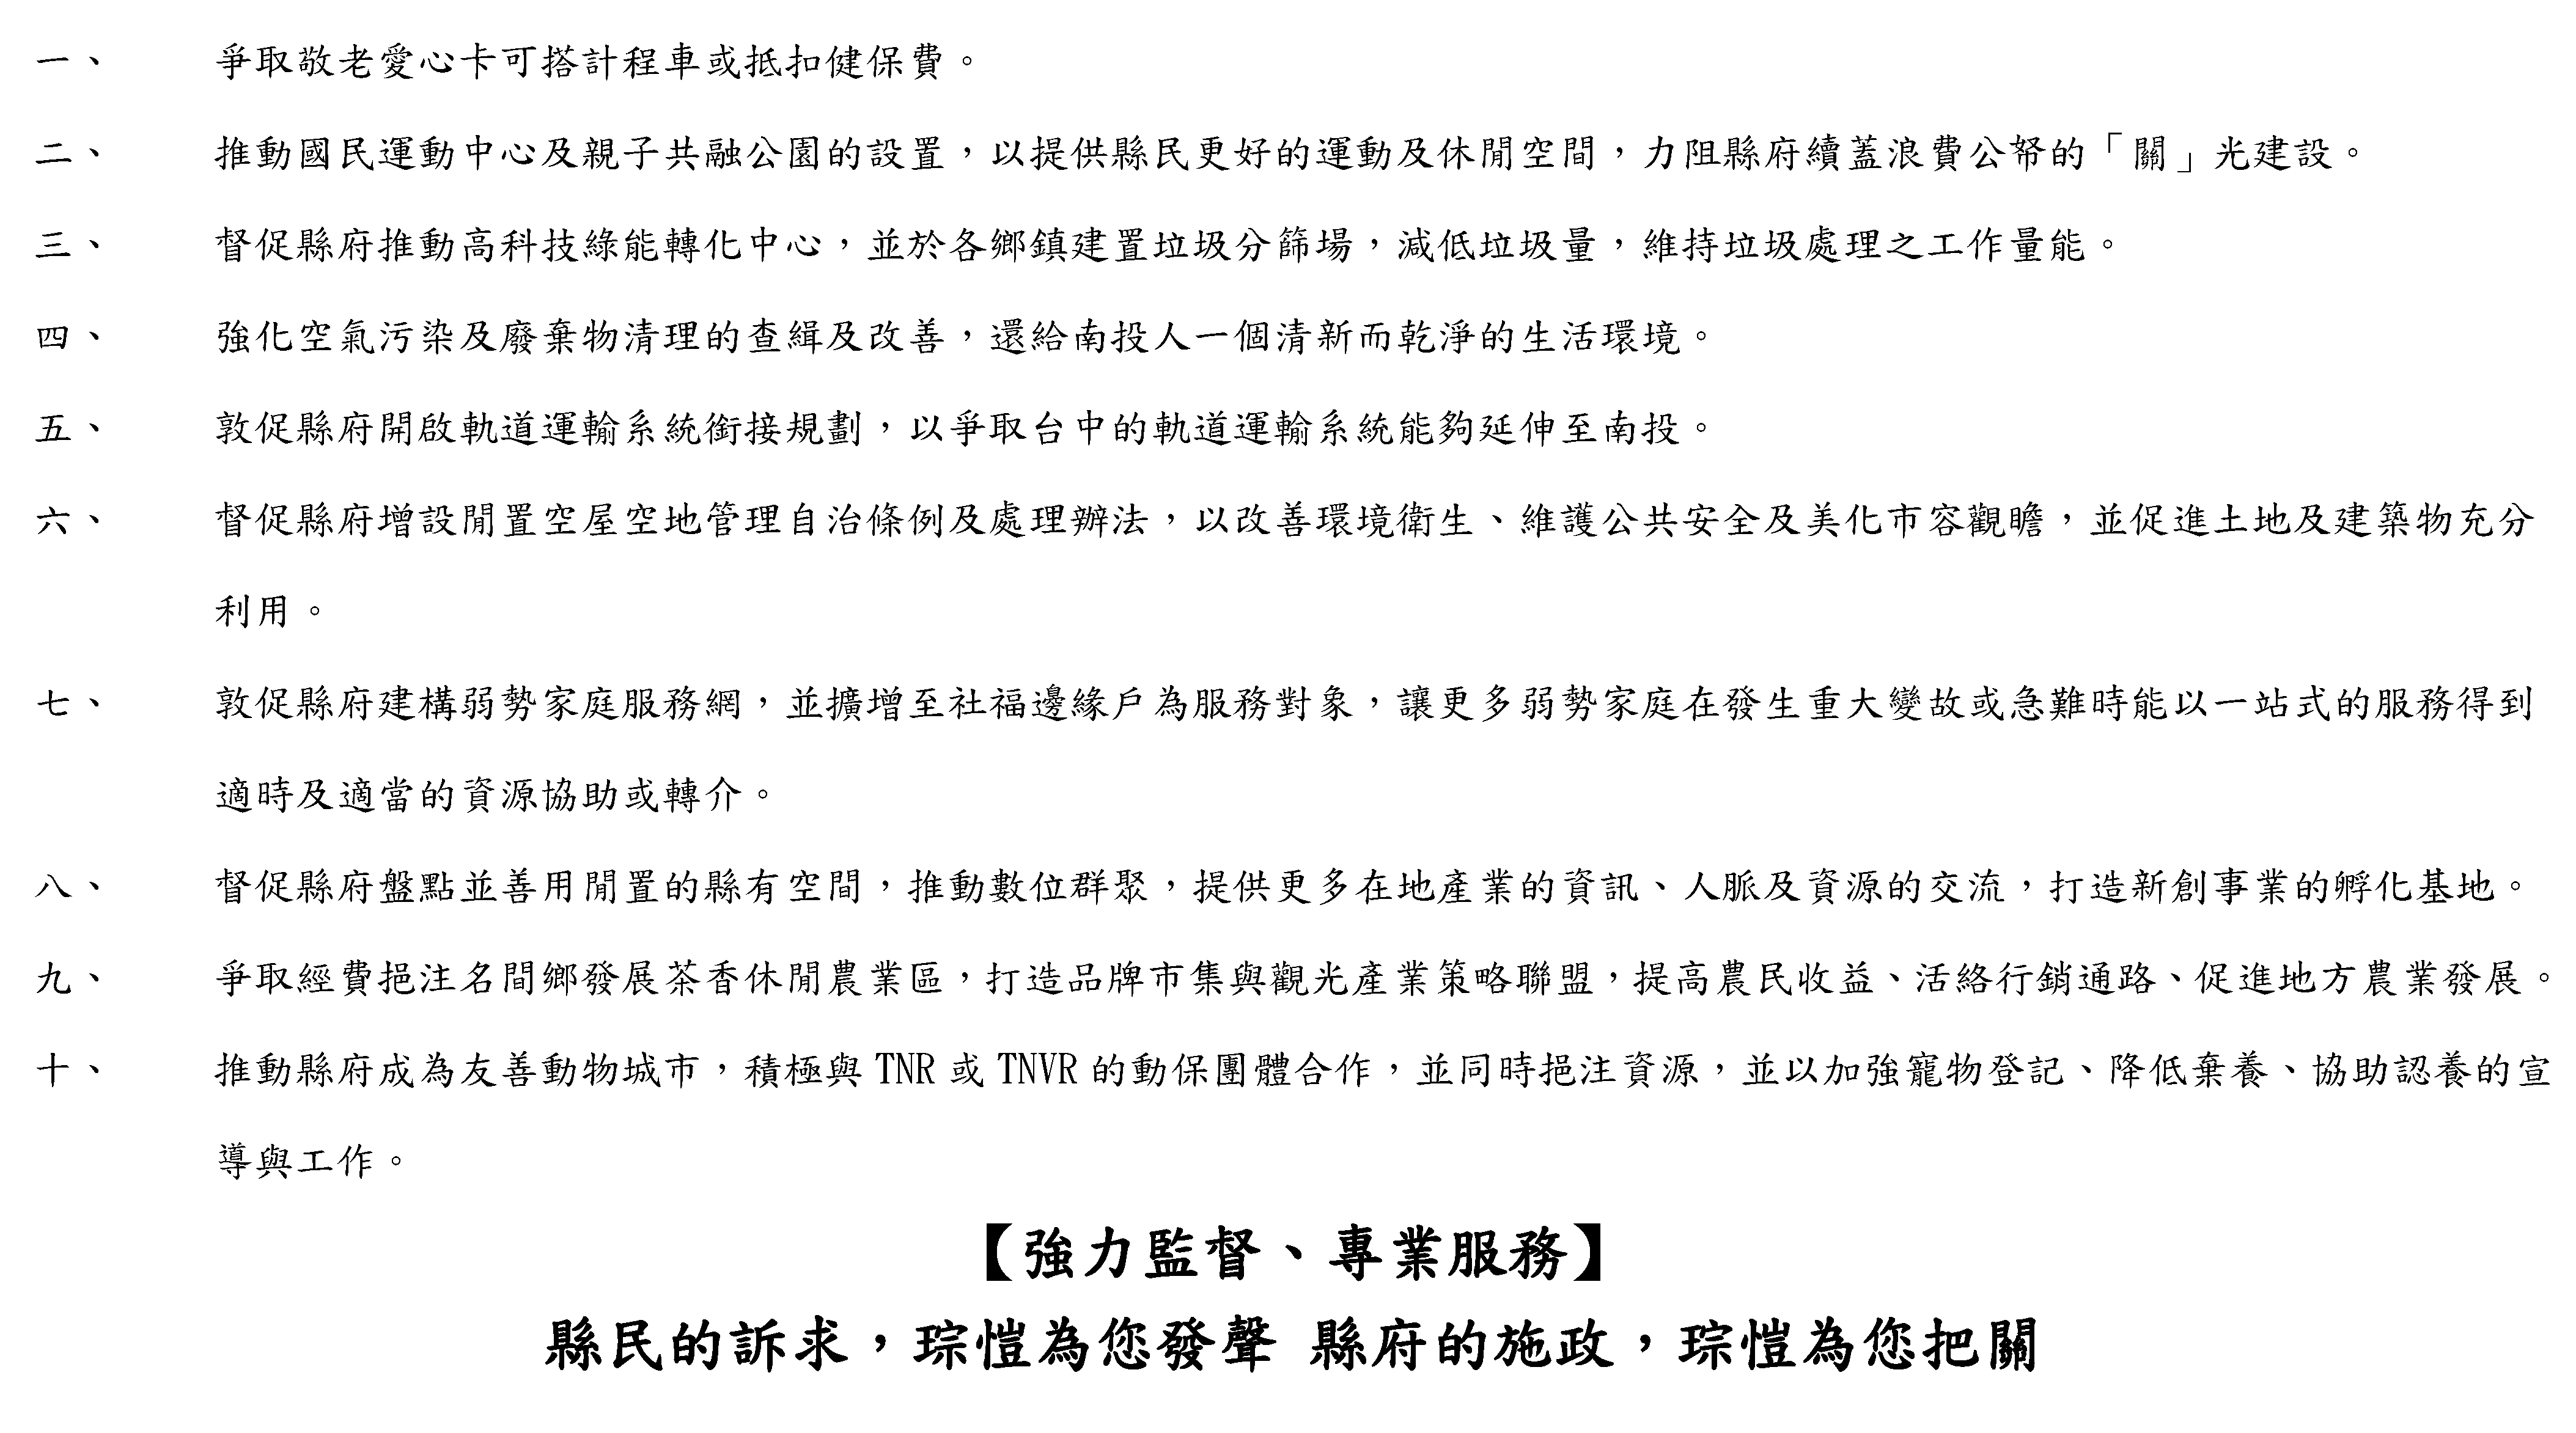 一、 爭取敬老愛心卡可搭計程車或抵扣健保費。
二、 推動國民運動中心及親子共融公園的設置，以提供縣民更好的運動及休閒空間，力阻縣府續蓋浪費公帑的「關」光建設。
三、 督促縣府推動高科技綠能轉化中心，並於各鄉鎮建置垃圾分篩場，減低垃圾量，維持垃圾處理之工作量能。
四、 強化空氣污染及廢棄物清理的查緝及改善，還給南投人一個清新而乾淨的生活環境。
五、 敦促縣府開啟軌道運輸系統銜接規劃，以爭取台中的軌道運輸系統能夠延伸至南投。
六、 督促縣府增設閒置空屋空地管理自治條例及處理辦法，以改善環境衛生、維護公共安全及美化市容觀瞻，並促進土地及建築物充分
利用。
七、 敦促縣府建構弱勢家庭服務網，並擴增至社福邊緣戶為服務對象，讓更多弱勢家庭在發生重大變故或急難時能以一站式的服務得到
適時及適當的資源協助或轉介。
八、 督促縣府盤點並善用閒置的縣有空間，推動數位群聚，提供更多在地產業的資訊、人脈及資源的交流，打造新創事業的孵化基地。
九、 爭取經費挹注名間鄉發展茶香休閒農業區，打造品牌市集與觀光產業策略聯盟，提高農民收益、活絡行銷通路、促進地方農業發展。
十、 推動縣府成為友善動物城市，積極與 TNR 或 TNVR 的動保團體合作，並同時挹注資源，並以加強寵物登記、降低棄養、協助認養的宣
導與工作。
【強力監督、專業服務】
縣民的訴求，琮愷為您發聲 縣府的施政，琮愷為您把關